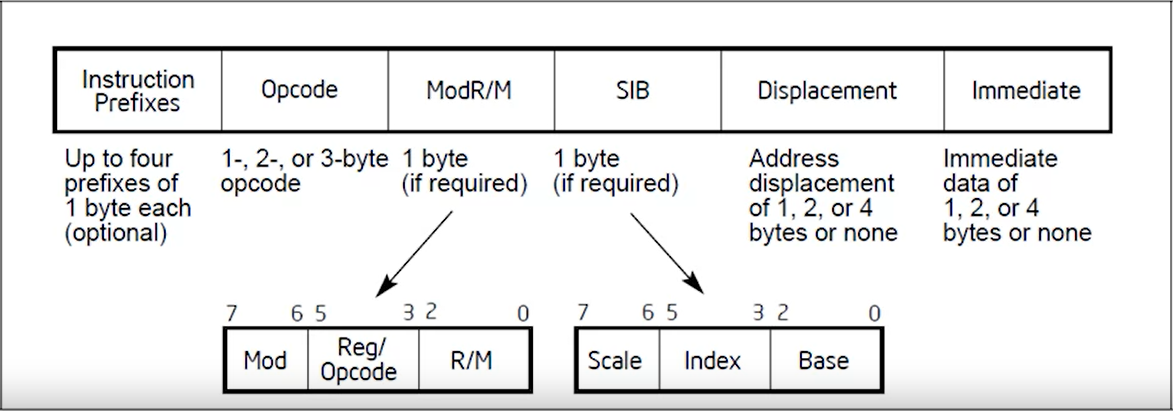 Instruction
Prefixes
Opcode
ModR/M
SIB
Displacement
Immediate
Up to four
prefixes of
1 byte each
(optional)
1-, 2-, or 3-byte
opcode
1 byte
(if required)
1 byte
(if required)
Address
displacement
of 1, 2, or 4
bytes or none
Immediate
data of
1, 2, or 4
bytes or none
7 6 5 3 2 0
Mod
Reg/
Opcode
R/M
7 6 5 3 2 0
Scale
Index
Base